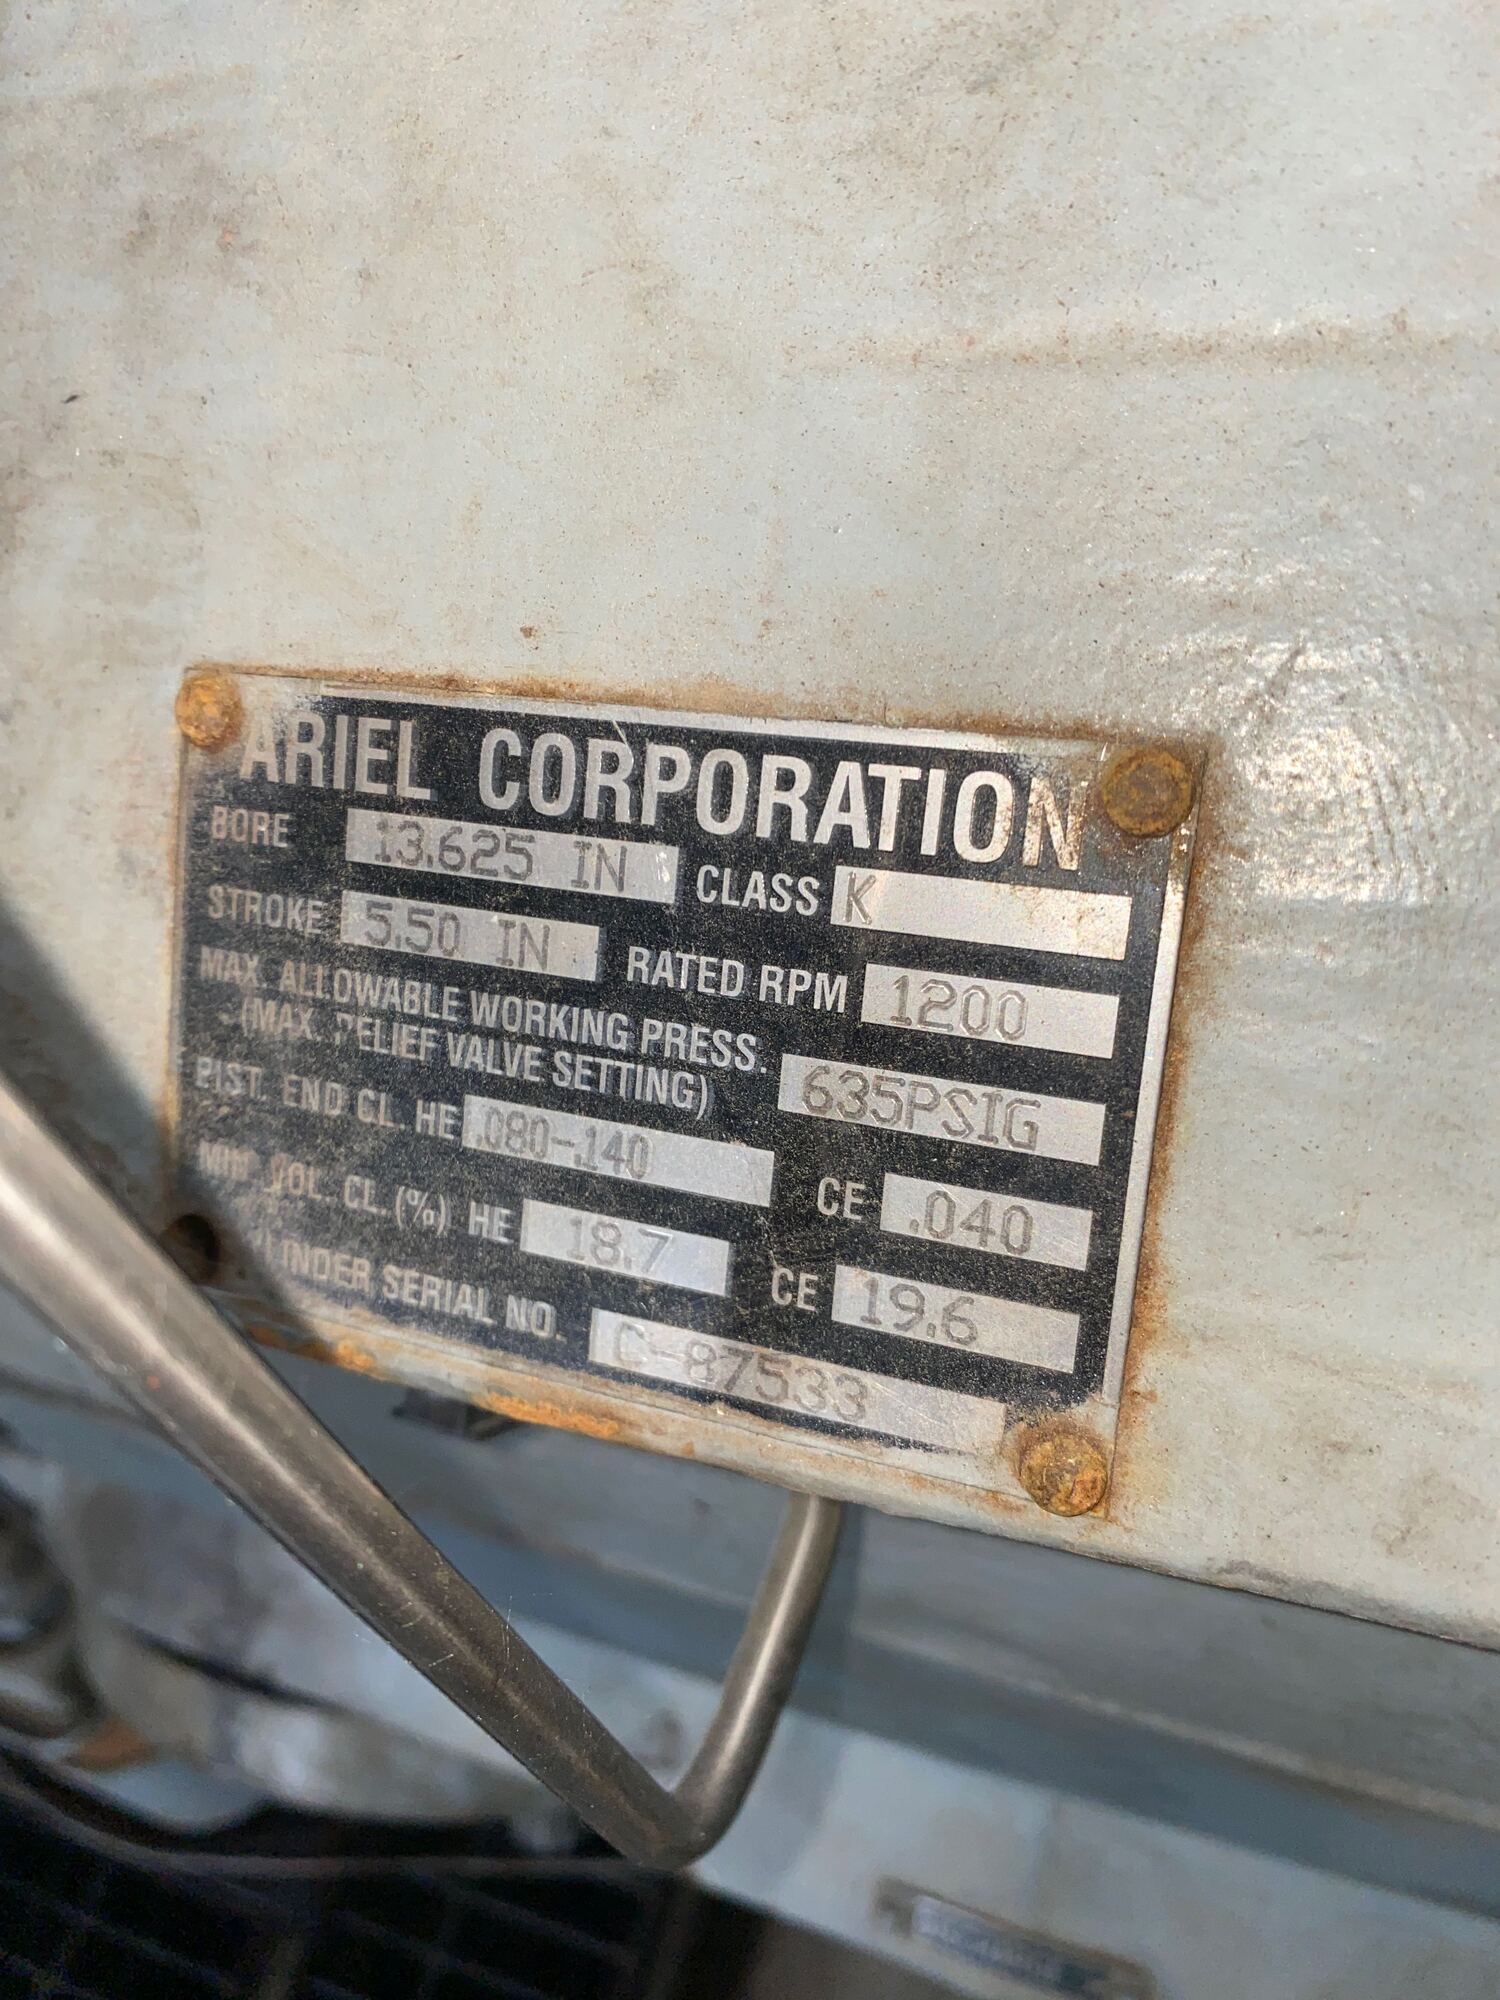 ARIEL CORPORATION
BORE 13.625 IN CLASS K
STROKE 5.50 IN RATED RPM 1200
MAX. ALLOWABLE WORKING PRESS.
(MAX. RELIEF VALVE SETTING) 635PSIG
PIST. END CL. HE .080-.140 CE .040
MIN. VOL. CL. (%) HE 18.7 CE 19.6
CYLINDER SERIAL NO. C-87533